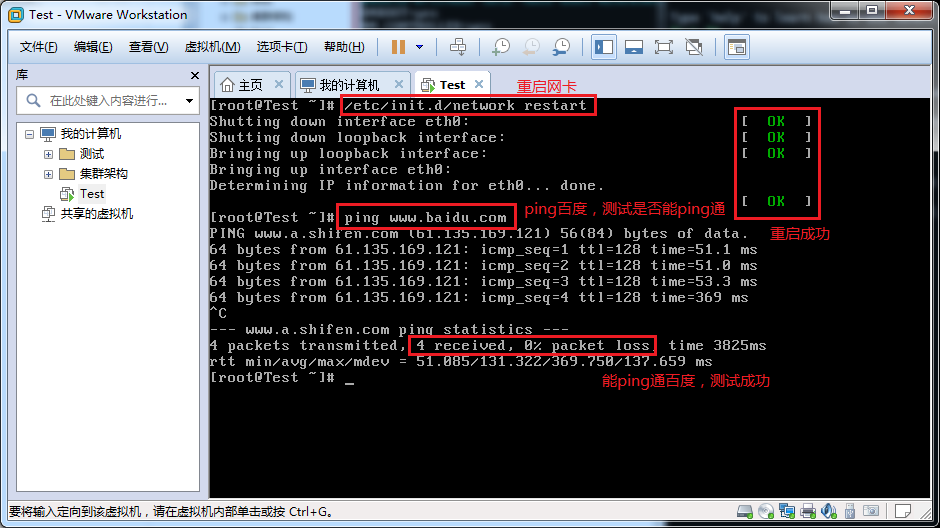 Test - VMware Workstation
文件(F) 编辑(E) 查看(V) 虚拟机(M) 选项卡(T) 帮助(H)
库
在此处键入内容进行...
我的计算机
测试
集群架构
Test
共享的虚拟机
主页 我的计算机 Test
重启网卡
[root@Test ~]# /etc/init.d/network restart
Shutting down interface eth0: [ OK ]
Shutting down loopback interface: [ OK ]
Bringing up loopback interface: [ OK ]
Bringing up interface eth0:
Determining IP information for eth0... done.
[ OK ]
[root@Test ~]# ping www.baidu.com
ping百度，测试是否能ping通
重启成功
PING www.a.shifen.com (61.135.169.121) 56(84) bytes of data.
64 bytes from 61.135.169.121: icmp_seq=1 ttl=128 time=51.1 ms
64 bytes from 61.135.169.121: icmp_seq=2 ttl=128 time=51.0 ms
64 bytes from 61.135.169.121: icmp_seq=3 ttl=128 time=53.3 ms
64 bytes from 61.135.169.121: icmp_seq=4 ttl=128 time=369 ms
^C
--- www.a.shifen.com ping statistics ---
4 packets transmitted, 4 received, 0% packet loss, time 3825ms
rtt min/avg/max/mdev = 51.085/131.322/369.750/137.659 ms
[root@Test ~]# _
能ping通百度，测试成功
要将输入定向到该虚拟机，请在虚拟机内部单击或按 Ctrl+G。